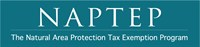 NAPTEP
The Natural Area Protection Tax Exemption Program